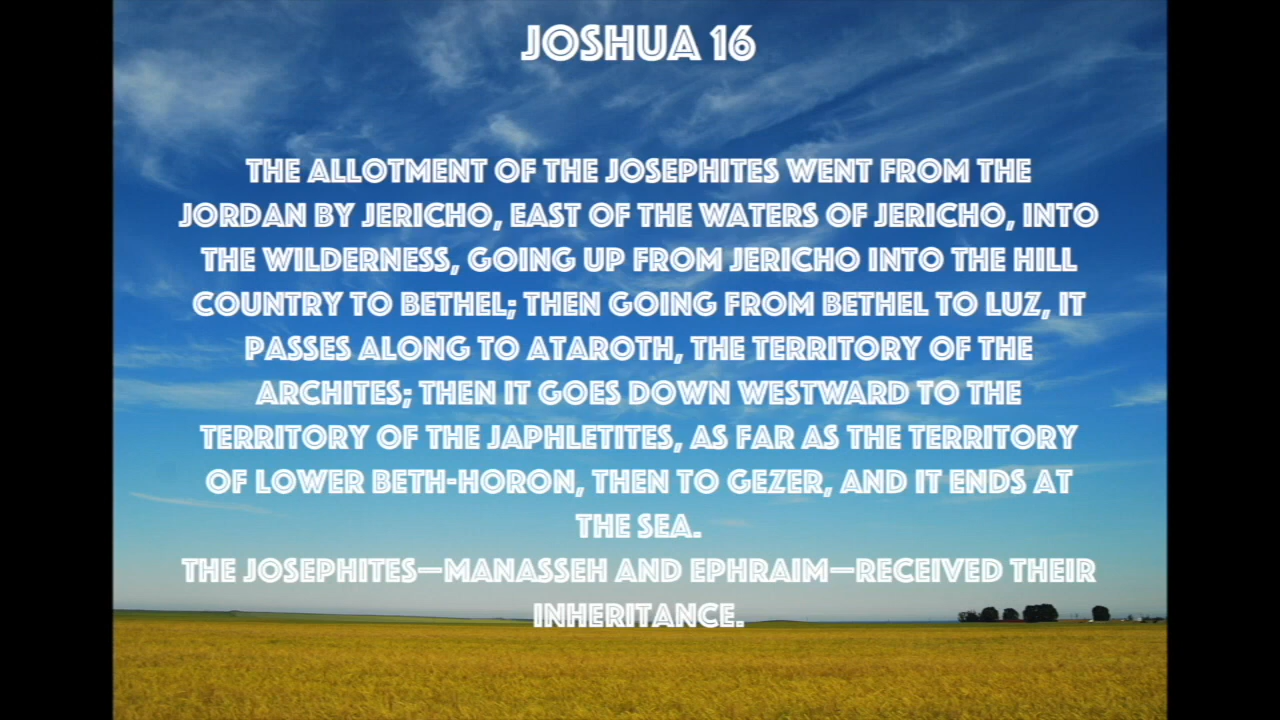 JOSHUA 16
THE ALLOTMENT OF THE JOSEPHITES WENT FROM THE
JORDAN BY JERICHO, EAST OF THE WATERS OF JERICHO, INTO
THE WILDERNESS, GOING UP FROM JERICHO INTO THE HILL
COUNTRY TO BETHEL; THEN GOING FROM BETHEL TO LUZ, IT
PASSES ALONG TO ATAROTH, THE TERRITORY OF THE
ARCHITES; THEN IT GOES DOWN WESTWARD TO THE
TERRITORY OF THE JAPHLETITES, AS FAR AS THE TERRITORY
OF LOWER BETH-HORON, THEN TO GEZER, AND IT ENDS AT
THE SEA.
THE JOSEPHITES—MANASSEH AND EPHRAIM—RECEIVED THEIR
INHERITANCE.